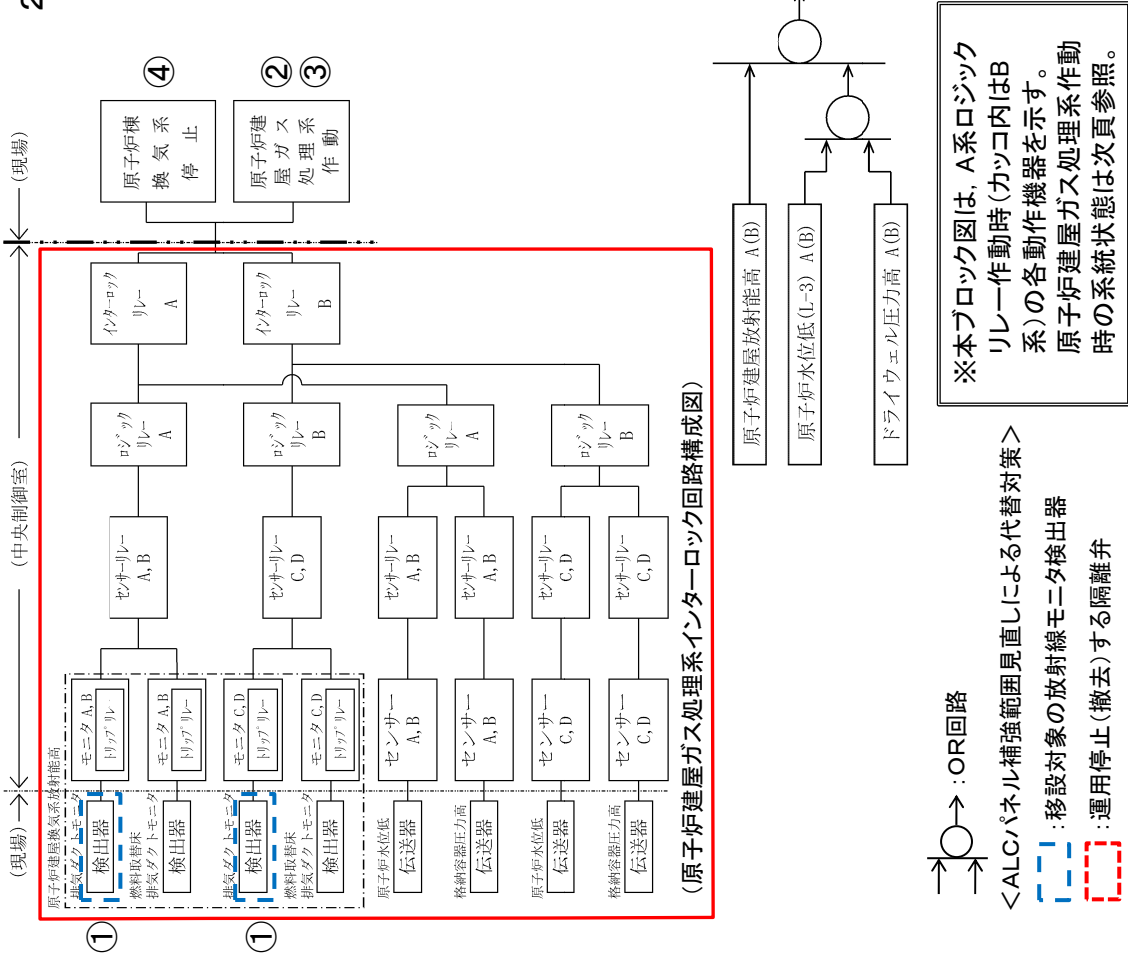 2
(現場)
(中央制御室)
(現場)
原子炉建屋換気系放射能高
排気ダクトモニタ
検出器
①
モニタ A, B
トリップリレー
センサーリレー
A, B
ロジック
リレー
A
インターロック
リレー
A
原子炉棟
換気系
停止
④
燃料取替床
排気ダクトモニタ
検出器
モニタ A, B
トリップリレー
排気ダクトモニタ
検出器
①
モニタ C, D
トリップリレー
センサーリレー
C, D
ロジック
リレー
B
インターロック
リレー
B
原子炉建
屋ガス
処理系
作動
②
③
燃料取替床
排気ダクトモニタ
検出器
モニタ C, D
トリップリレー
原子炉水位低
伝送器
センサー
A, B
センサーリレー
A, B
ロジック
リレー
A
格納容器圧力高
伝送器
センサー
A, B
センサーリレー
A, B
原子炉水位低
伝送器
センサー
C, D
センサーリレー
C, D
ロジック
リレー
B
格納容器圧力高
伝送器
センサー
C, D
センサーリレー
C, D
(原子炉建屋ガス処理系インターロック回路構成図)
原子炉建屋放射能高 A(B)
原子炉水位低(L-3) A(B)
ドライウェル圧力高 A(B)
:OR回路
<ALCパネル補強範囲見直しによる代替対策>
:移設対象の放射線モニタ検出器
:運用停止(撤去)する隔離弁
※本ブロック図は, A系ロジック
リレー作動時(カッコ内はB
系)の各動作機器を示す。
原子炉建屋ガス処理系作動
時の系統状態は次頁参照。